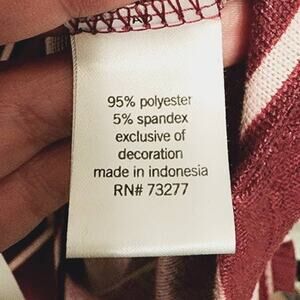 95% polyester
5% spandex
exclusive of
decoration
made in indonesia
RN# 73277